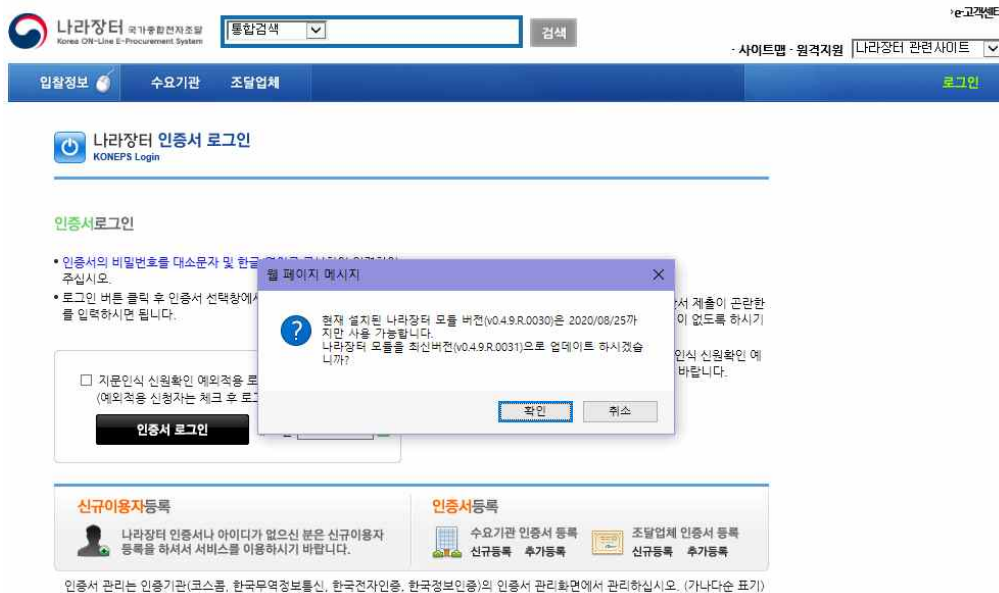 ›e-고객센터
나라장터 국가종합전자조달
Korea ON-Line E-Procurement System
통합검색
검색
· 사이트맵 · 원격지원
나라장터 관련사이트
입찰정보
수요기관
조달업체
로그인
나라장터 인증서 로그인
KONEPS Login
인증서로그인
• 인증서의 비밀번호를 대소문자 및 한글
주십시오.
• 로그인 버튼 클릭 후 인증서 선택창에서
를 입력하시면 됩니다.
웹 페이지 메시지
현재 설치된 나라장터 모듈 버전(v0.4.9.R.0030)은 2020/08/25까
지만 사용 가능합니다.
나라장터 모듈을 최신버전(v0.4.9.R.0031)으로 업데이트 하시겠습
니까?
확인
취소
제출이 곤란한
이 없도록 하시기
인식 신원확인 예
바랍니다.
지문인식 신원확인 예외적용 로
(예외적용 신청자는 체크 후 로그
인증서 로그인
신규이용자등록
나라장터 인증서나 아이디가 없으신 분은 신규이용자
등록을 하셔서 서비스를 이용하시기 바랍니다.
인증서등록
수요기관 인증서 등록
신규등록 추가등록
조달업체 인증서 등록
신규등록 추가등록
인증서 관리는 인증기관(코스콤, 한국무역정보통신, 한국전자인증, 한국정보인증)의 인증서 관리화면에서 관리하십시오. (가나다순 표기)